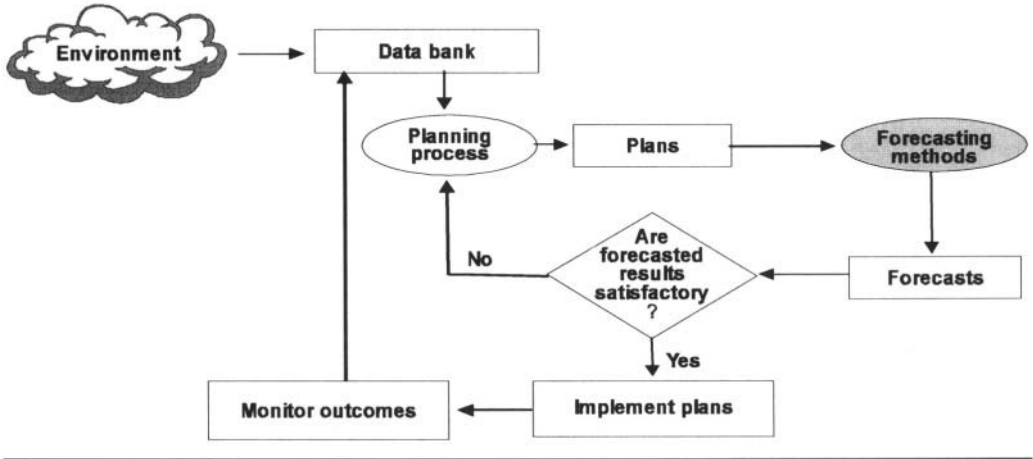 Environment
Data bank
Planning
process
Plans
Forecasting
methods
Are
forecasted
results
satisfactory
?
No
Forecasts
Yes
Monitor outcomes
Implement plans